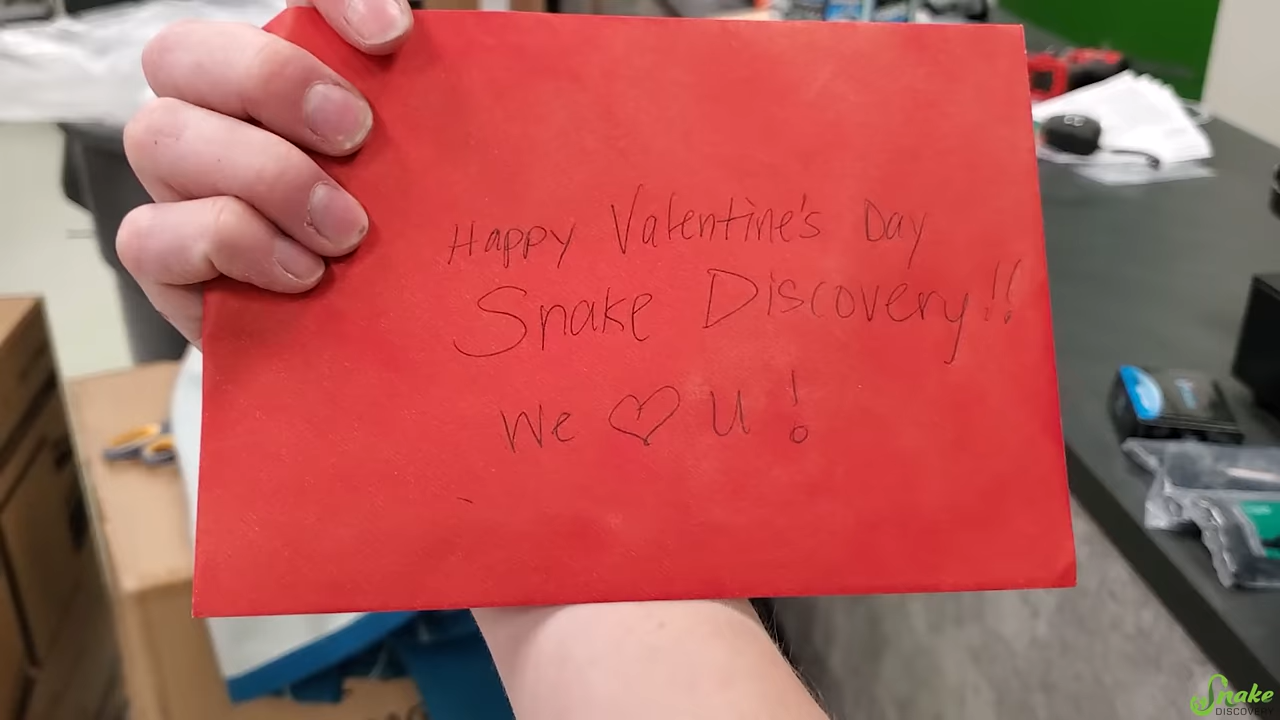 Happy Valentine's Day
Snake Discovery!!
We ♡ U!
Snake
DISCOVERY